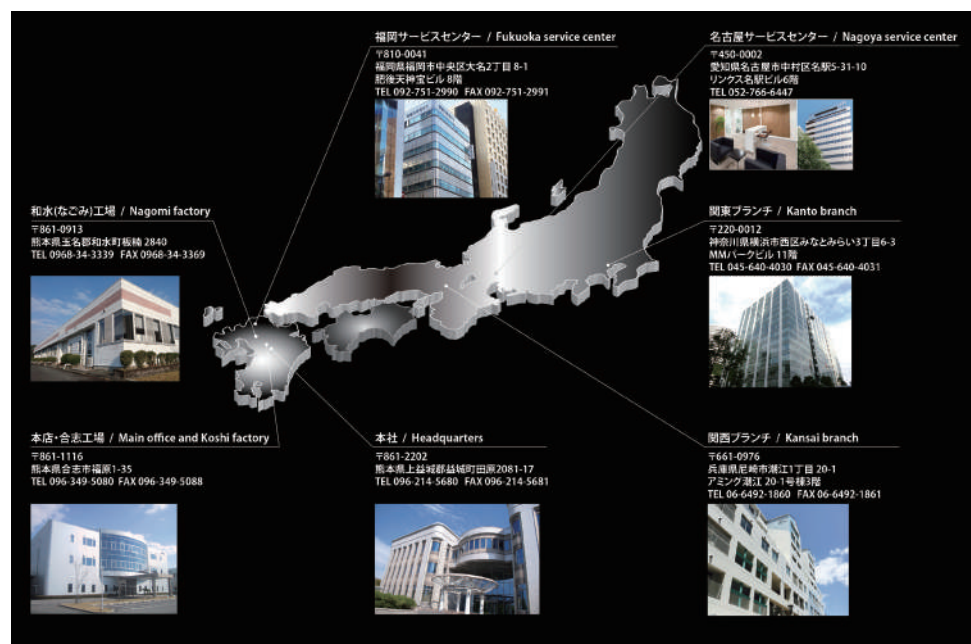 福岡サービスセンター / Fukuoka service center
〒810-0041
福岡県福岡市中央区大名2丁目 8-1
肥後天神宝ビル 8階
TEL 092-751-2990 FAX 092-751-2991
名古屋サービスセンター / Nagoya service center
〒450-0002
愛知県名古屋市中村区名駅5-31-10
リンクス名駅ビル6階
TEL 052-766-6447
和水(なごみ)工場 / Nagomi factory
〒861-0913
熊本県玉名郡和水町板楠 2840
TEL 0968-34-3339 FAX 0968-34-3369
関東ブランチ / Kanto branch
〒220-0012
神奈川県横浜市西区みなとみらい3丁目6-3
MMパークビル 11階
TEL 045-640-4030 FAX 045-640-4031
本店・合志工場 / Main office and Koshi factory
〒861-1116
熊本県合志市福原1-35
TEL 096-349-5080 FAX 096-349-5088
本社 / Headquarters
〒861-2202
熊本県上益城郡益城町田原2081-17
TEL 096-214-5680 FAX 096-214-5681
関西ブランチ / Kansai branch
〒661-0976
兵庫県尼崎市潮江1丁目 20-1
アミング潮江 20-1号棟3階
TEL 06-6492-1860 FAX 06-6492-1861